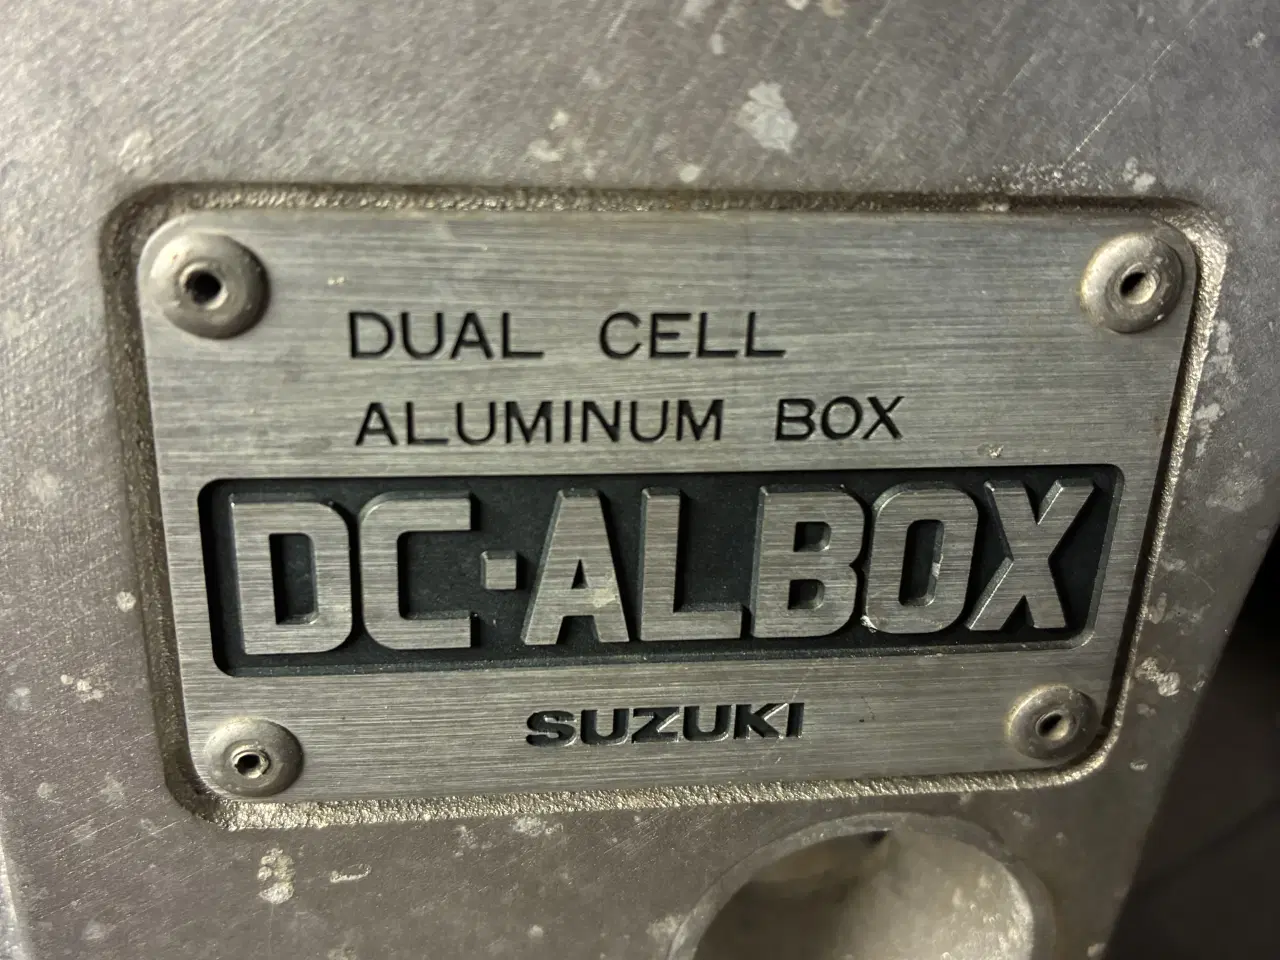 DUAL CELL
ALUMINUM BOX
DC-ALBOX
SUZUKI